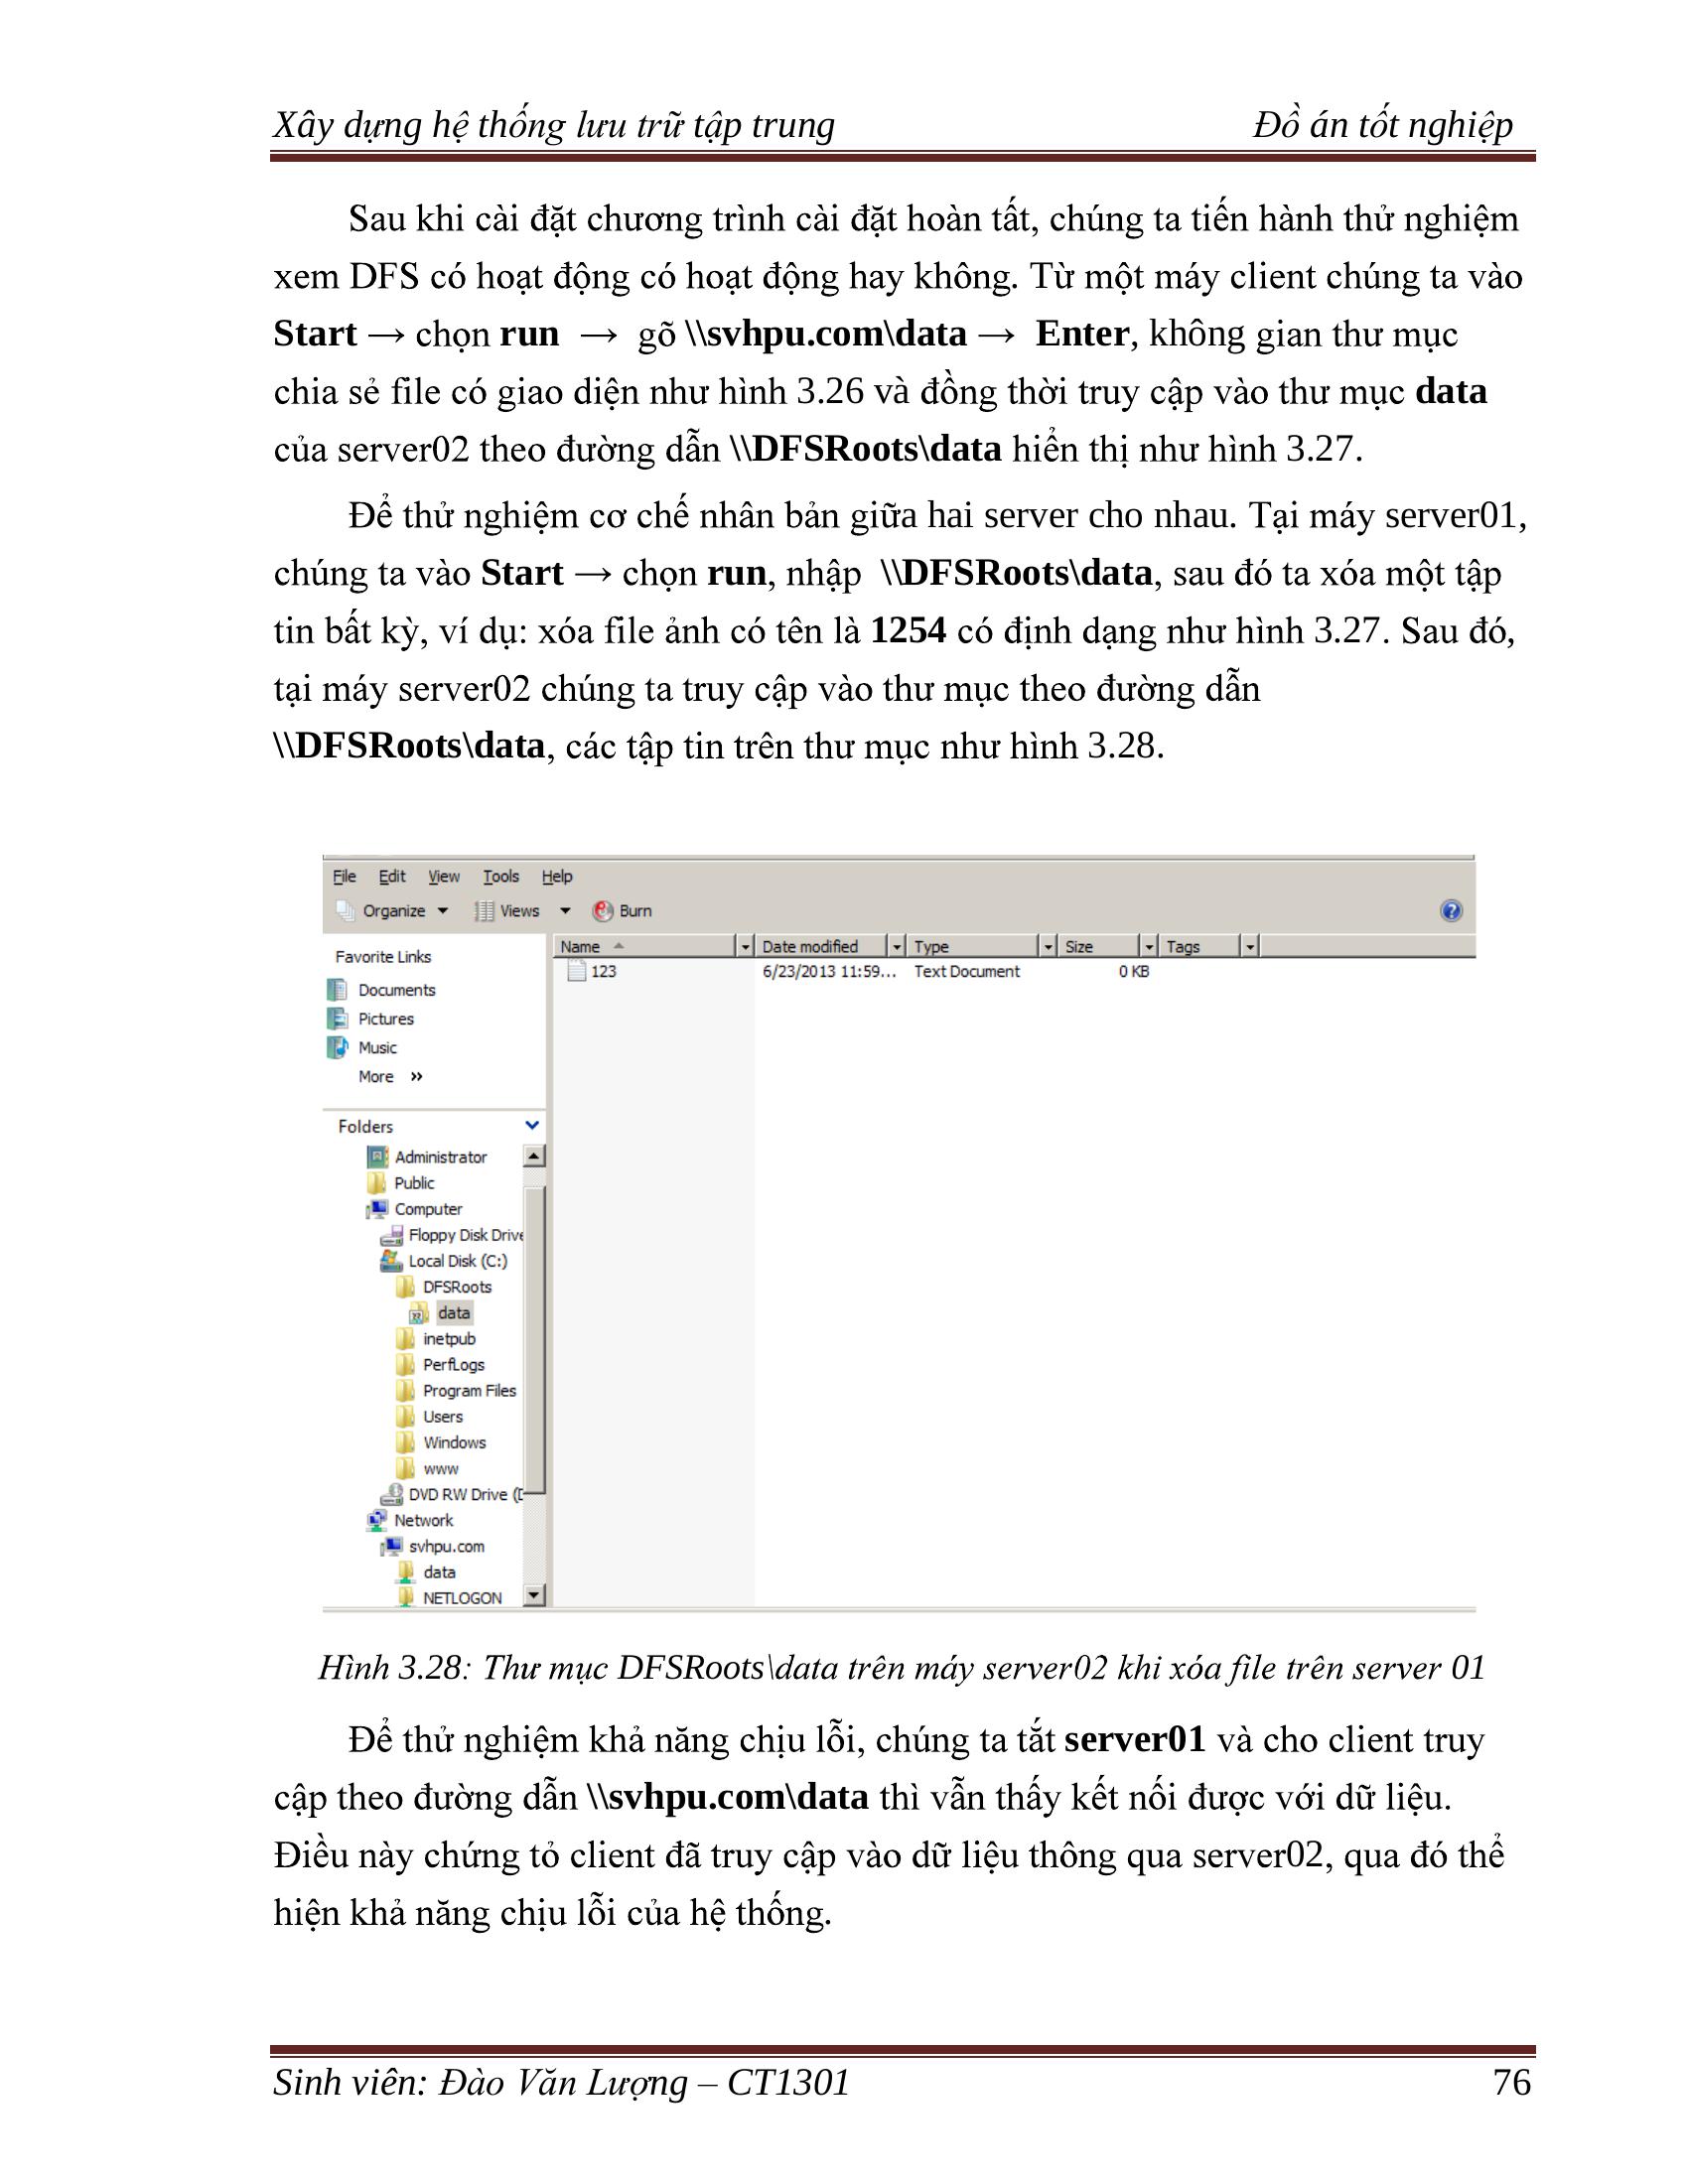 Xây dựng hệ thống lưu trữ tập trung Đồ án tốt nghiệp
Sau khi cài đặt chương trình cài đặt hoàn tất, chúng ta tiến hành thử nghiệm
xem DFS có hoạt động có hoạt động hay không. Từ một máy client chúng ta vào
Start → chọn run → gõ \\svhpu.com\data → Enter, không gian thư mục
chia sẻ file có giao diện như hình 3.26 và đồng thời truy cập vào thư mục data
của server02 theo đường dẫn \\DFSRoots\data hiển thị như hình 3.27.
Để thử nghiệm cơ chế nhân bản giữa hai server cho nhau. Tại máy server01,
chúng ta vào Start → chọn run, nhập \\DFSRoots\data, sau đó ta xóa một tập
tin bất kỳ, ví dụ: xóa file ảnh có tên là 1254 có định dạng như hình 3.27. Sau đó,
tại máy server02 chúng ta truy cập vào thư mục theo đường dẫn
\\DFSRoots\data, các tập tin trên thư mục như hình 3.28.
File Edit View Tools Help
Organize Views Burn
Favorite Links
Documents
Pictures
Music
More »
Folders
Administrator
Public
Computer
Floppy Disk Drive
Local Disk (C:)
DFSRoots
data
inetpub
PerfLogs
Program Files
Users
Windows
www
DVD RW Drive (D
Network
svhpu.com
data
NETLOGON
Name Date modified Type Size Tags
123 6/23/2013 11:59... Text Document 0 KB
Hình 3.28: Thư mục DFSRoots\data trên máy server02 khi xóa file trên server 01
Để thử nghiệm khả năng chịu lỗi, chúng ta tắt server01 và cho client truy
cập theo đường dẫn \\svhpu.com\data thì vẫn thấy kết nối được với dữ liệu.
Điều này chứng tỏ client đã truy cập vào dữ liệu thông qua server02, qua đó thể
hiện khả năng chịu lỗi của hệ thống.
Sinh viên: Đào Văn Lượng – CT1301 76